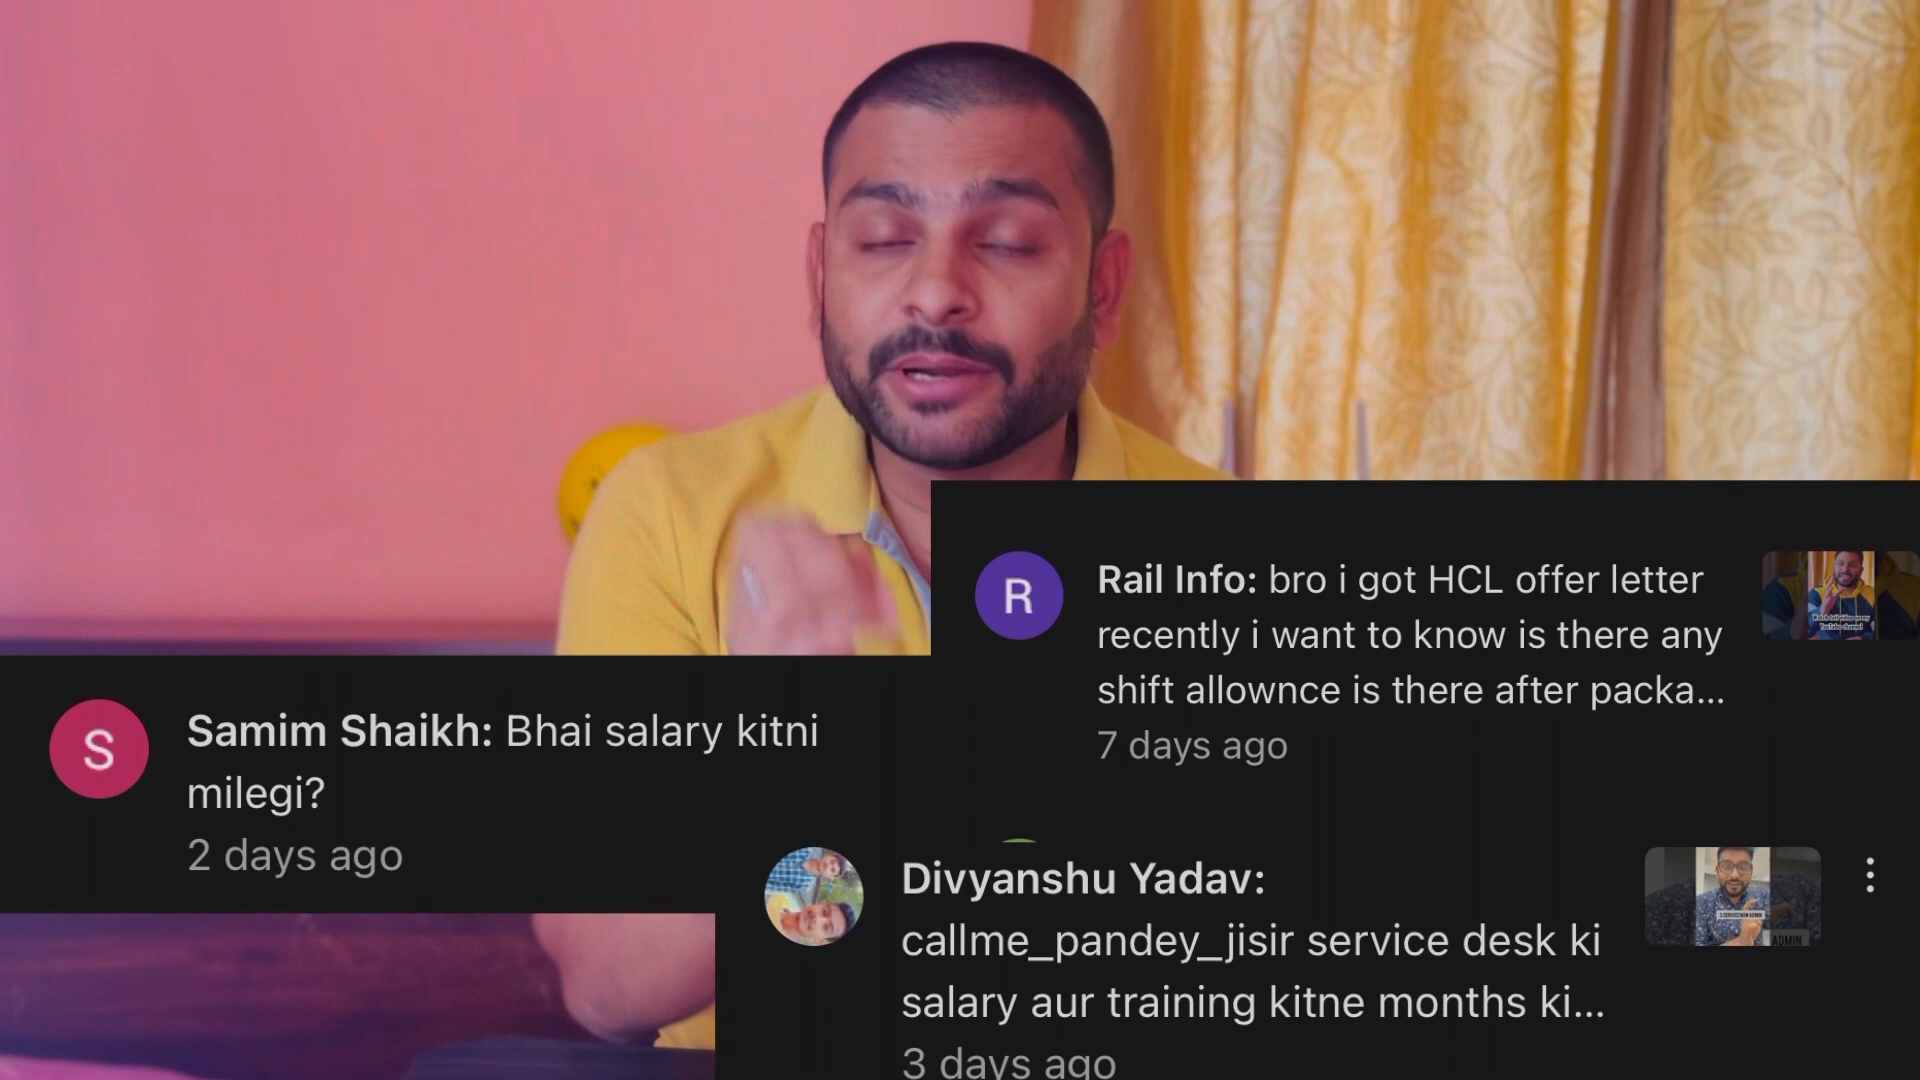 R
Rail Info: bro i got HCL offer letter
recently i want to know is there any
shift allownce is there after packa...
7 days ago
S
Samim Shaikh: Bhai salary kitni
milegi?
2 days ago
Divyanshu Yadav:
callme_pandey_jisir service desk ki
salary aur training kitne months ki...
3 days ago
ADMIN